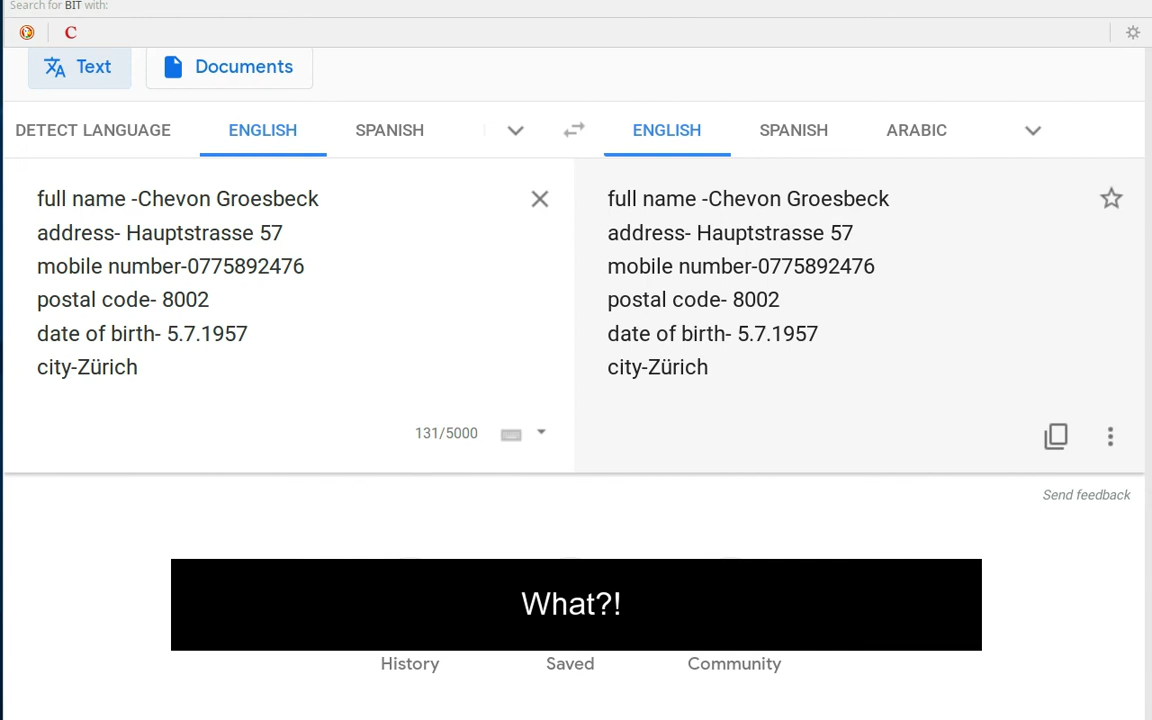 Search for BIT with:
C
Text
Documents
DETECT LANGUAGE ENGLISH SPANISH ENGLISH SPANISH ARABIC
full name -Chevon Groesbeck
address- Hauptstrasse 57
mobile number-0775892476
postal code- 8002
date of birth- 5.7.1957
city-Zürich
131/5000
full name -Chevon Groesbeck
address- Hauptstrasse 57
mobile number-0775892476
postal code- 8002
date of birth- 5.7.1957
city-Zürich
Send feedback
What?!
History Saved Community